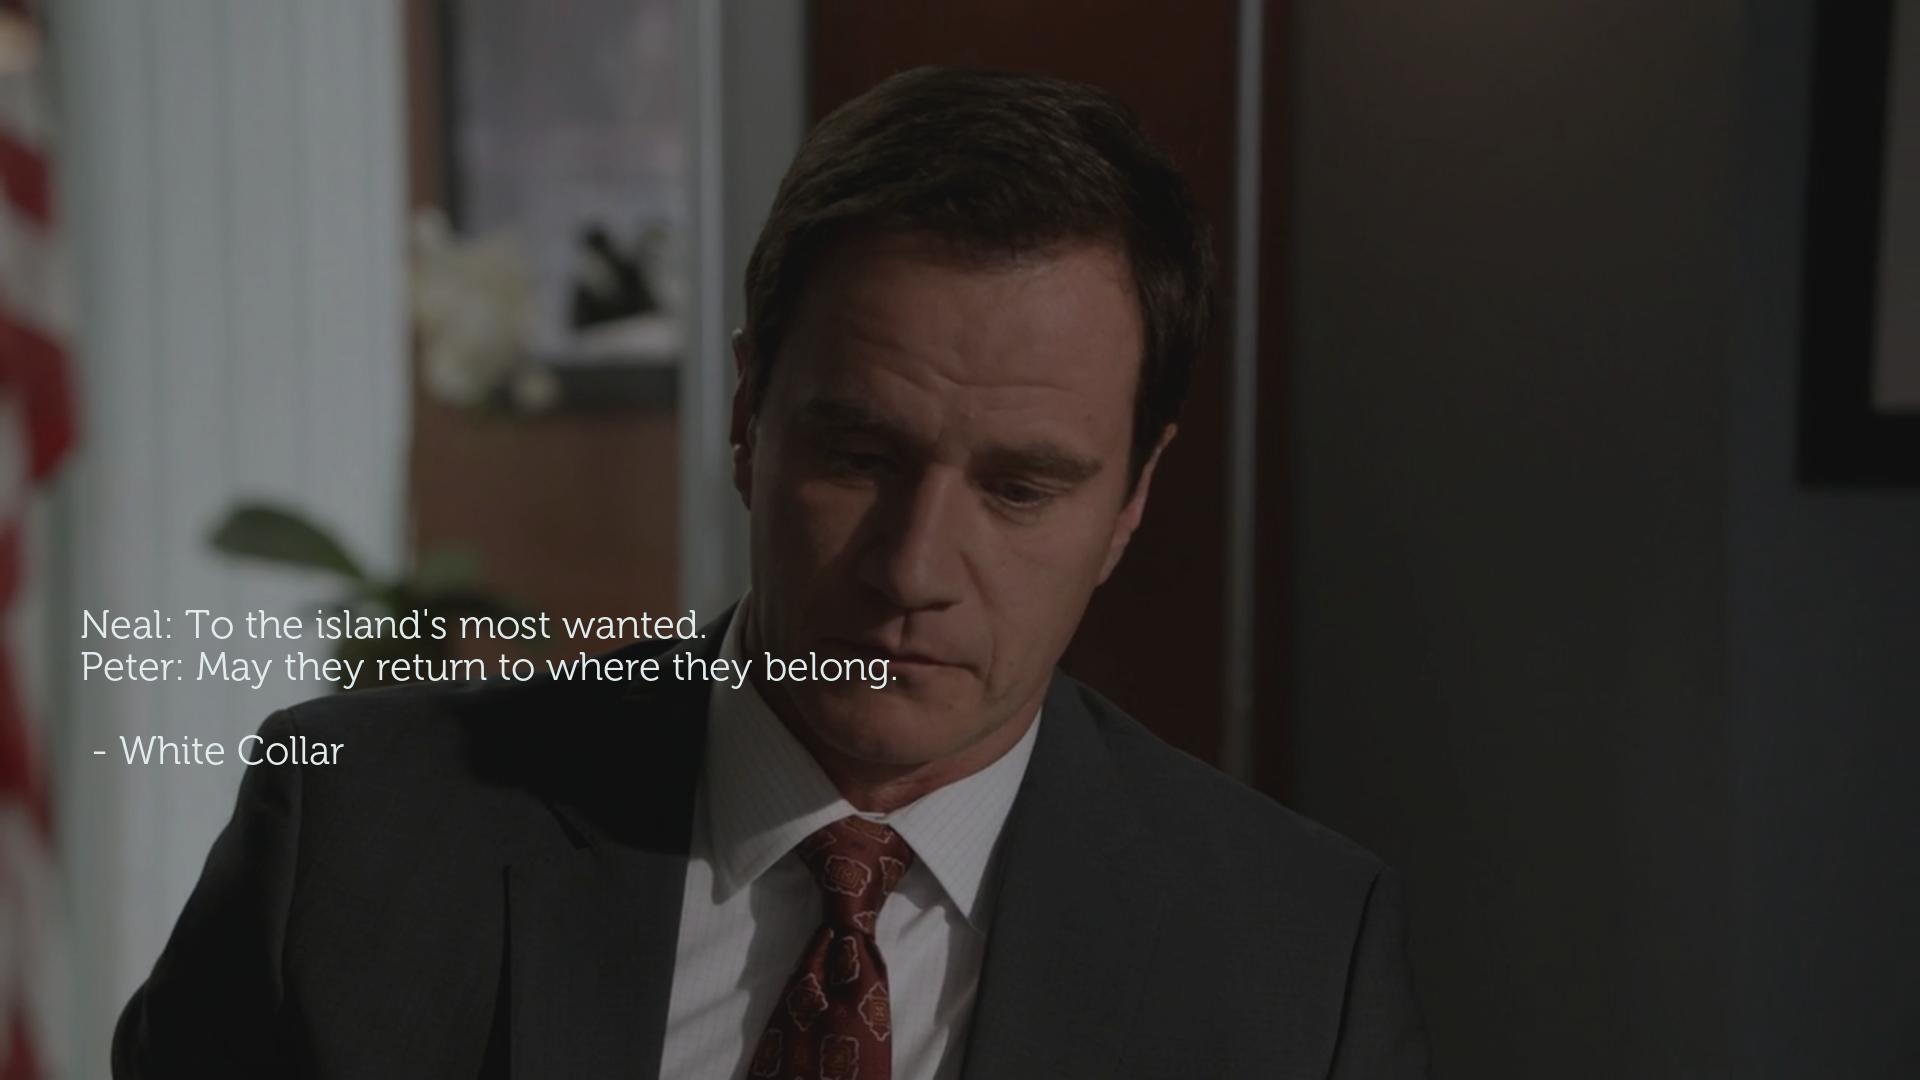 Neal: To the island's most wanted.
Peter: May they return to where they belong.
- White Collar